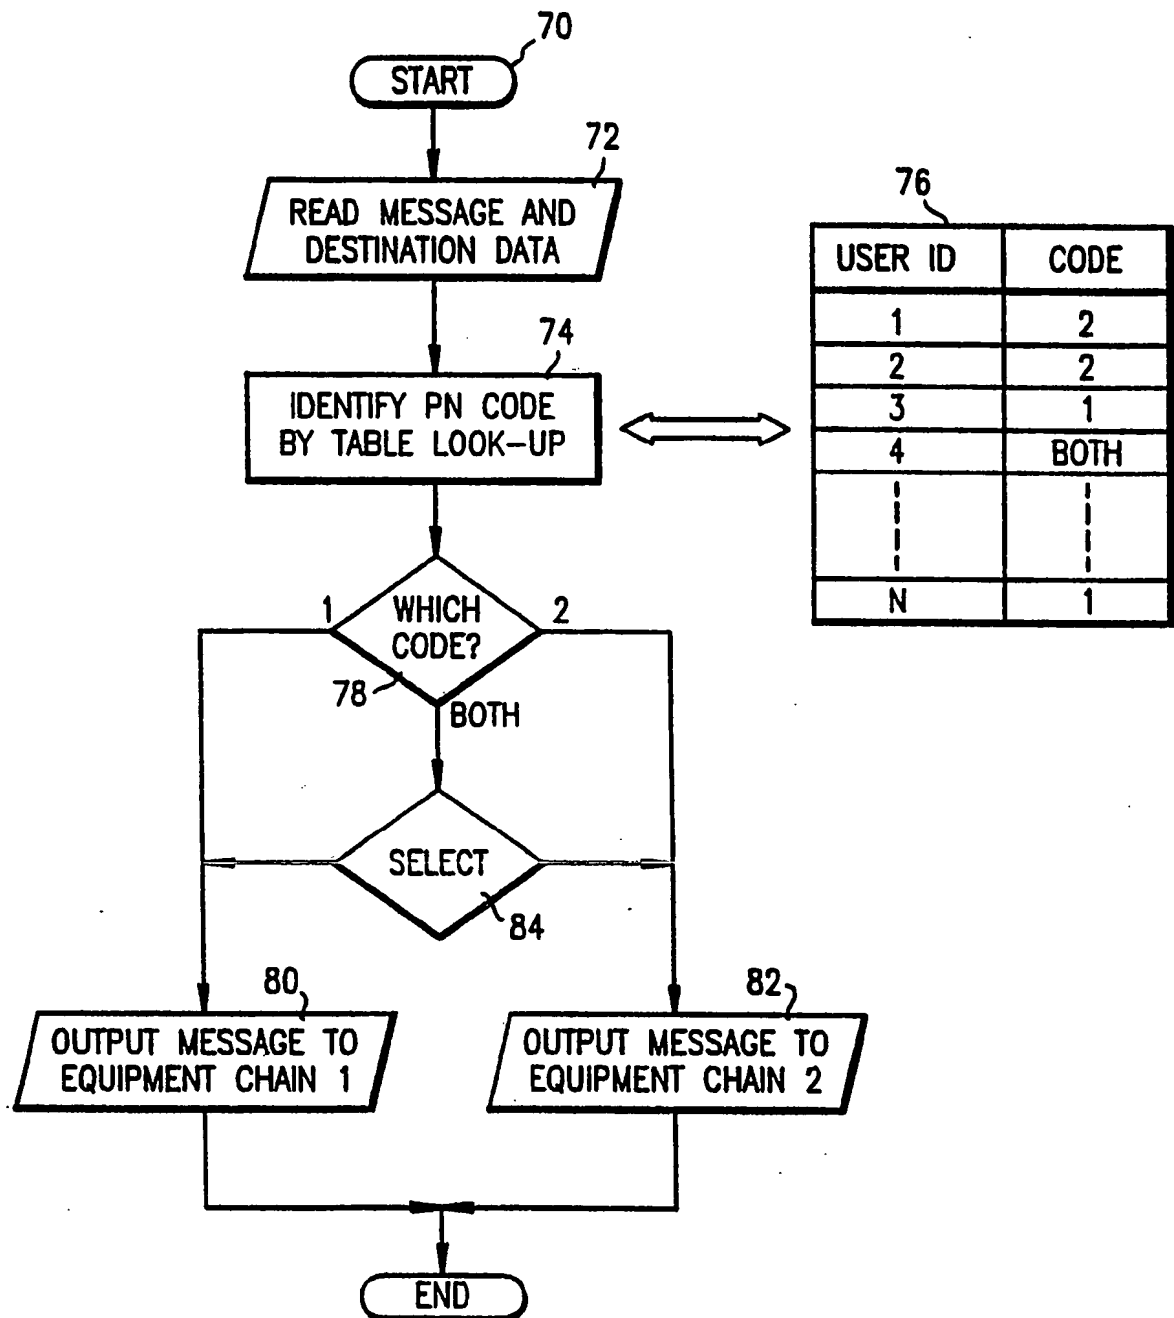 70
START
72
READ MESSAGE AND
DESTINATION DATA
74
IDENTIFY PN CODE
BY TABLE LOOK-UP
76
USER ID CODE
1 2
2 2
3 1
4 BOTH
N 1
1 WHICH 2
CODE?
78
BOTH
SELECT
84
80
OUTPUT MESSAGE TO
EQUIPMENT CHAIN 1
82
OUTPUT MESSAGE TO
EQUIPMENT CHAIN 2
END